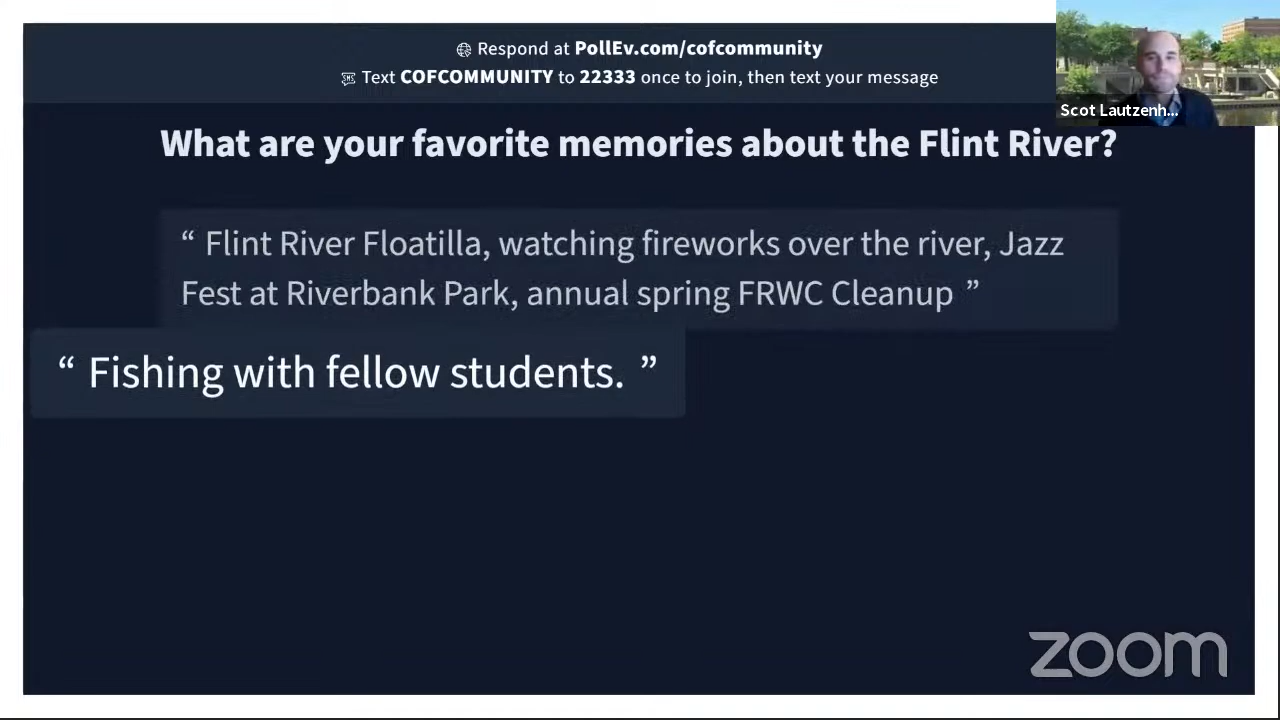 Respond at PollEv.com/cofcommunity
Text COFCOMMUNITY to 22333 once to join, then text your message
Scot Lautzenh...
What are your favorite memories about the Flint River?
“ Flint River Floatilla, watching fireworks over the river, Jazz
Fest at Riverbank Park, annual spring FRWC Cleanup ”
“ Fishing with fellow students. ”
zoom